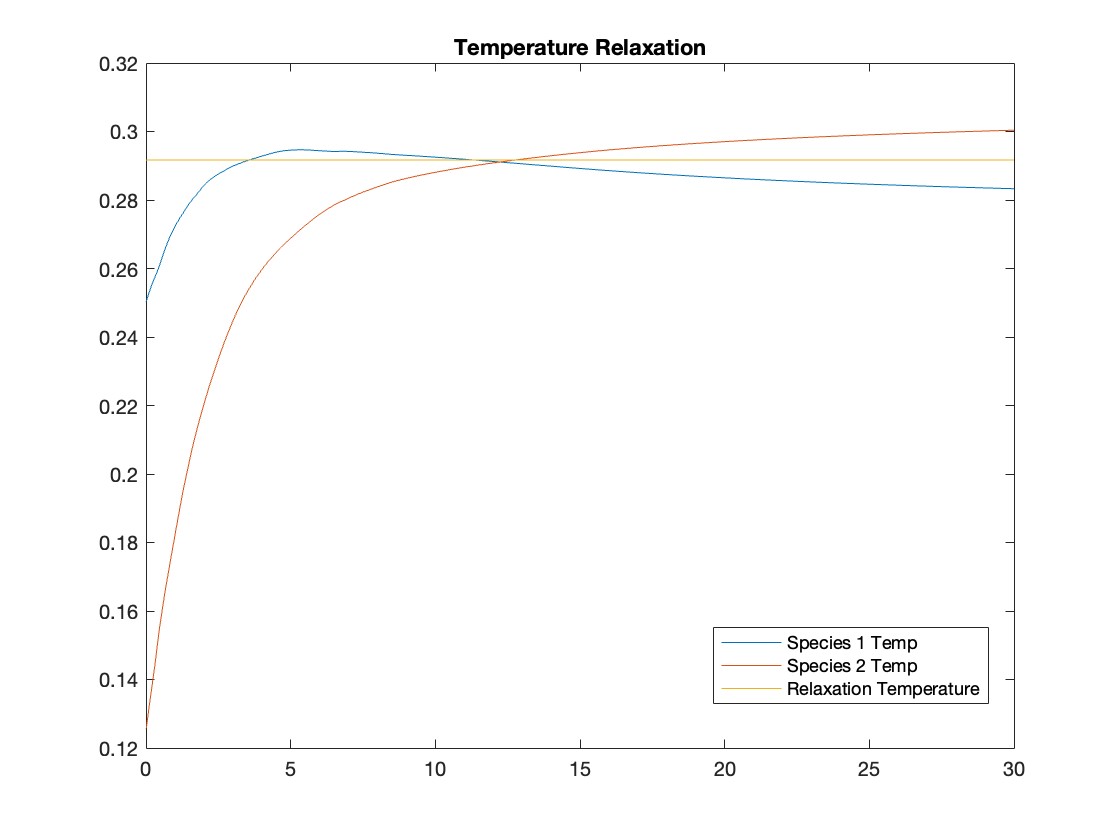 Temperature Relaxation
0.32
0.3
0.28
0.26
0.24
0.22
0.2
0.18
0.16
0.14
0.12
Species 1 Temp
Species 2 Temp
Relaxation Temperature
0 5 10 15 20 25 30